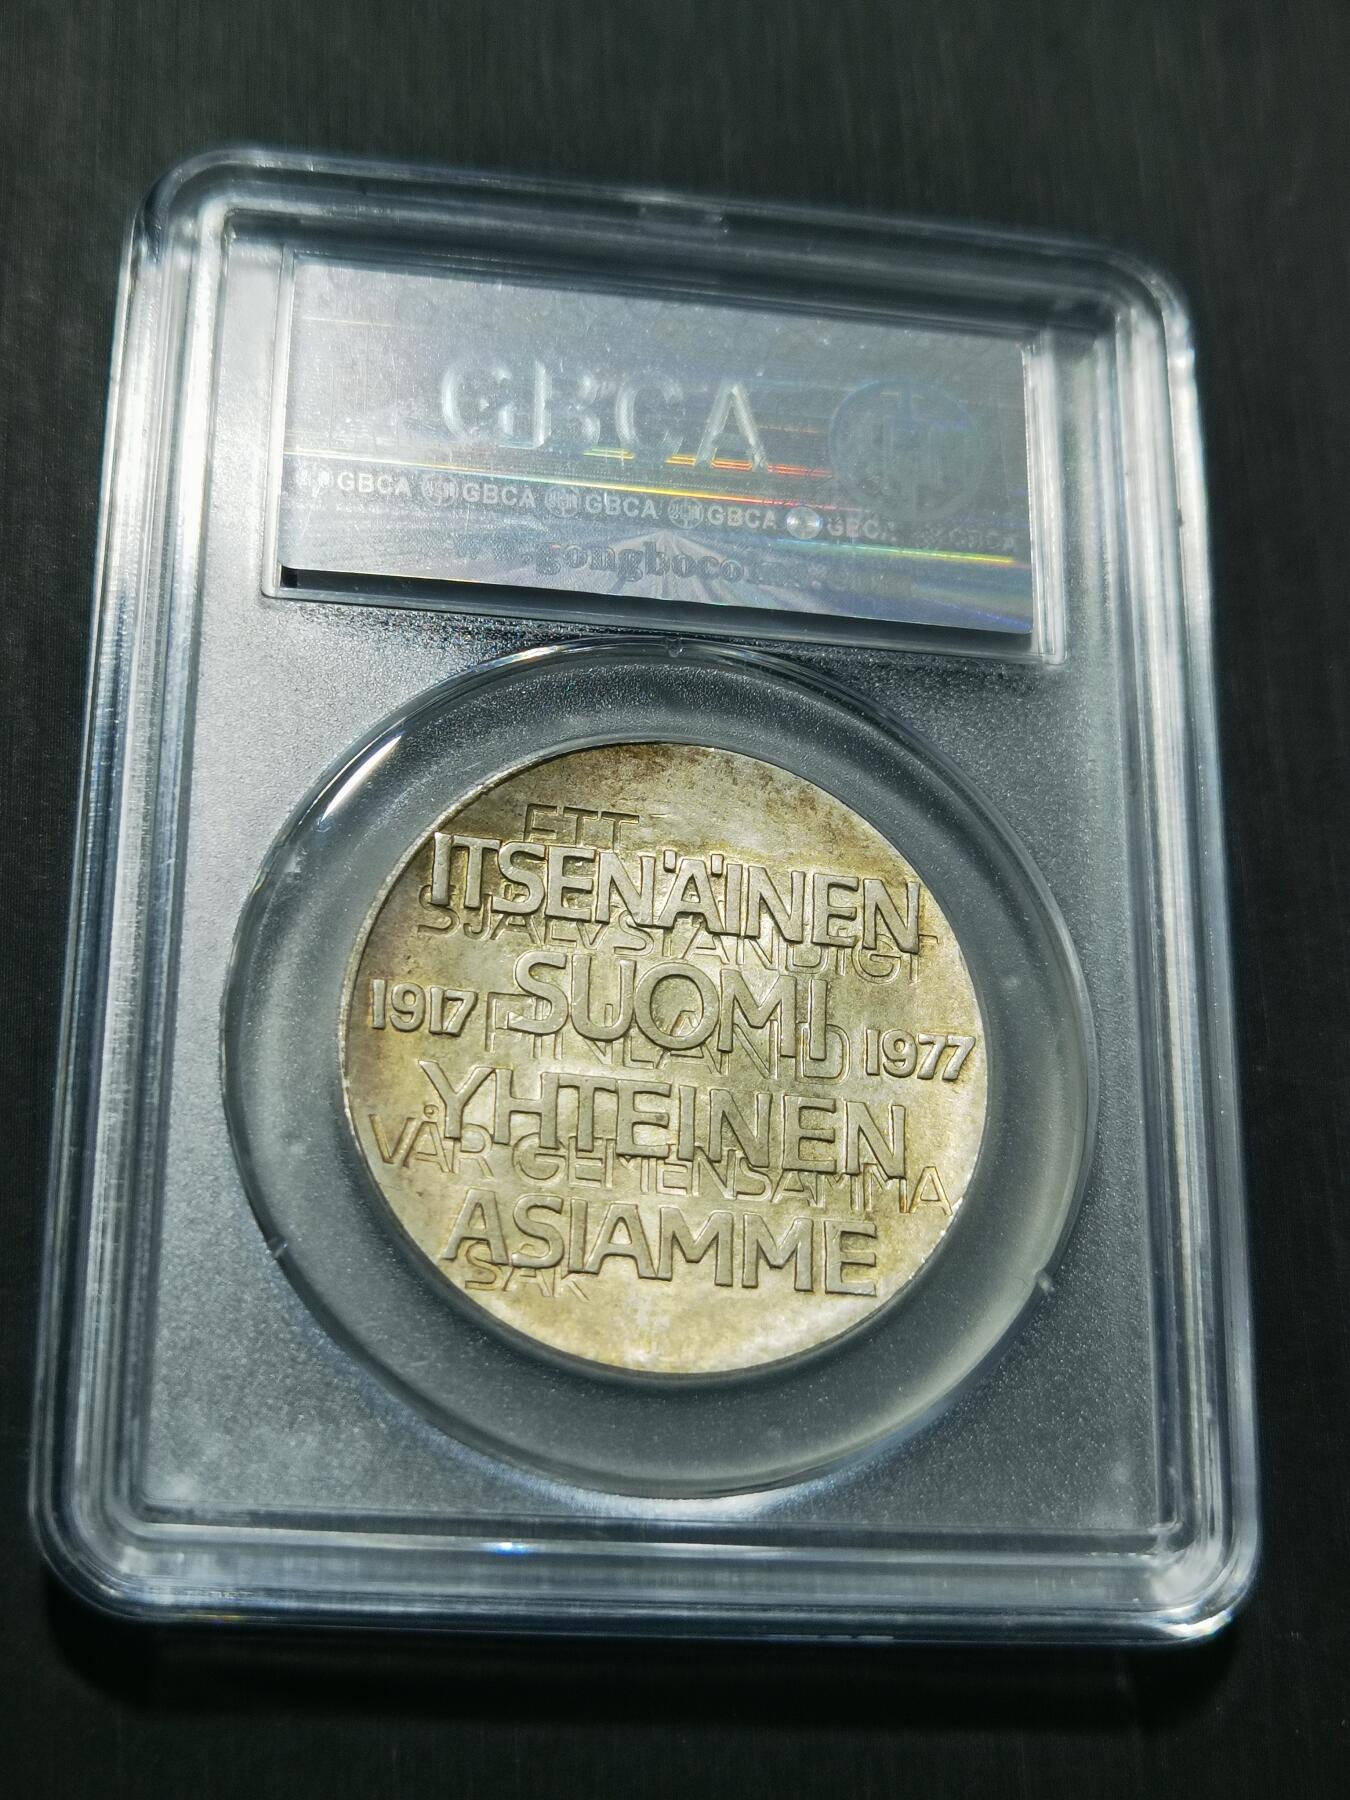 GBCA
GBCA GBCA GBCA GBCA GBCA GBCA
ETT
ITSENÄINEN
SJÄLVSTÄNDIGT
SUOMI
1917 FINLAND 1977
YHTEINEN
VÅR GEMENSAMMA
ASIAMME
SAK